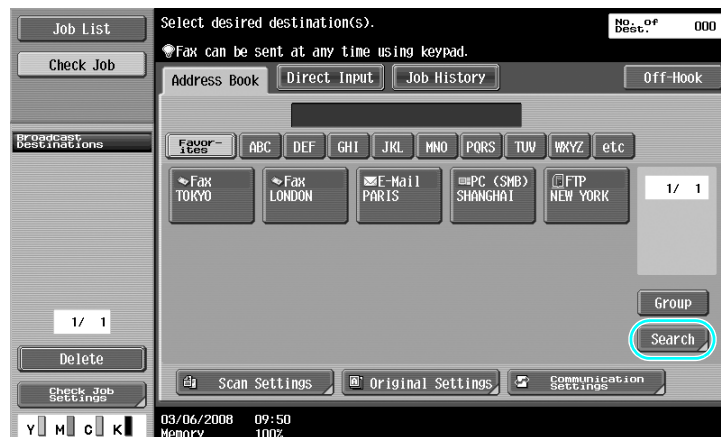 Job List
Check Job
Broadcast
Destinations
1/ 1
Delete
Check Job
Settings
Y M C K
Select desired destination(s).
Fax can be sent at any time using keypad.
No. of
Dest.
000
Address Book
Direct Input
Job History
Off-Hook
Favor-
ites
ABC
DEF
GHI
JKL
MNO
PQRS
TUV
WXYZ
etc
Fax
TOKYO
Fax
LONDON
E-Mail
PARIS
PC (SMB)
SHANGHAI
FTP
NEW YORK
1/ 1
Group
Search
Scan Settings
Original Settings
Communication
Settings
03/06/2008 09:50
Memory 100%